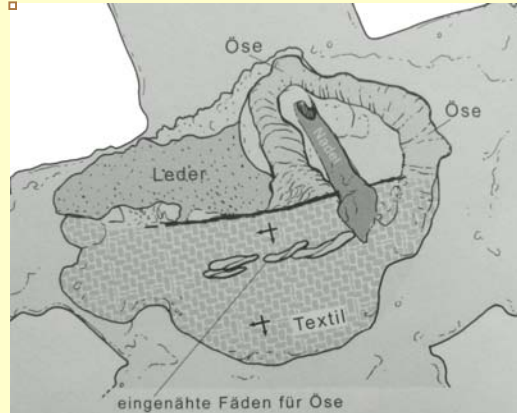 Öse
Öse
Nadel
Leder
Textil
eingenähte Fäden für Öse